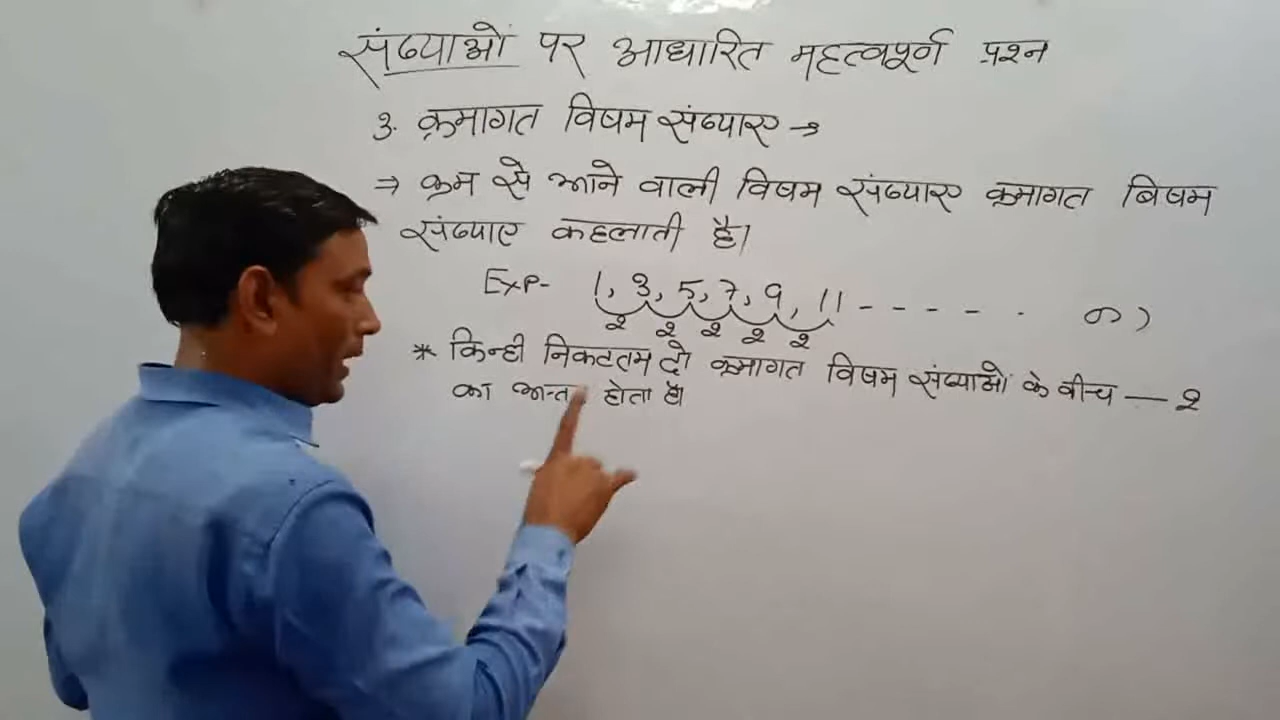 संख्याओं पर आधारित महत्वपूर्ण प्रश्न
3. क्रमागत विषम संख्याए →
⇒ क्रम से आने वाली विषम संख्याए क्रमागत बिषम
संख्याए कहलाती है।
Exp- 1, 3, 5, 7, 9, 11 - - - - - .
2 2 2 2 2
* किन्ही निकटतम दो क्रमागत विषम संख्याओं के बीच — 2
का होता है।